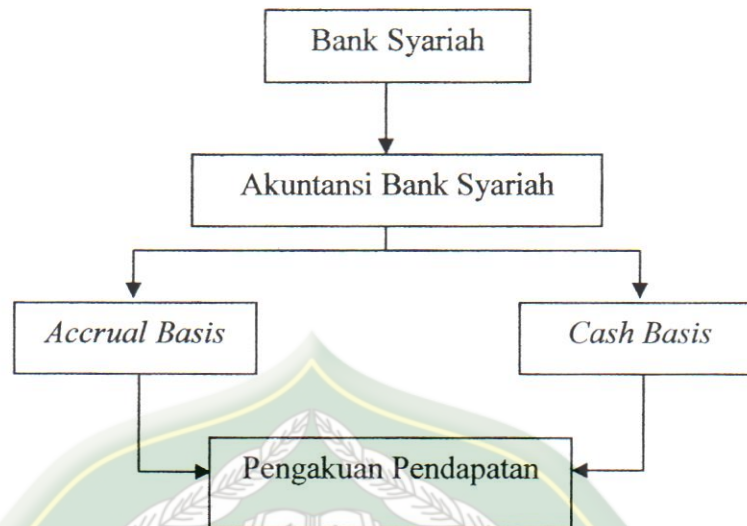 Bank Syariah
Akuntansi Bank Syariah
Accrual Basis
Cash Basis
Pengakuan Pendapatan